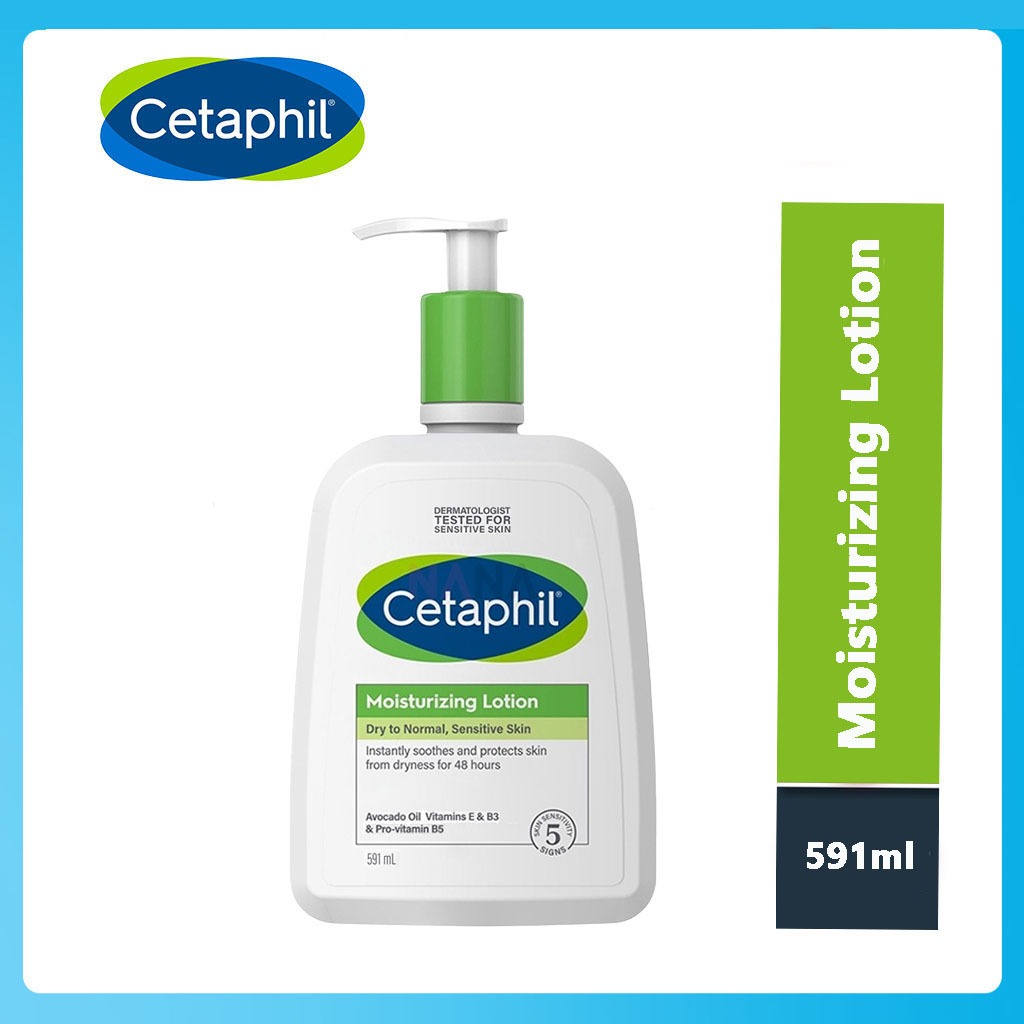 Cetaphil®
DERMATOLOGIST
TESTED FOR
SENSITIVE SKIN
NANA
Cetaphil®
Moisturizing Lotion
Dry to Normal, Sensitive Skin
Instantly soothes and protects skin
from dryness for 48 hours
Avocado Oil Vitamins E & B3
& Pro-vitamin B5
SKIN SENSITIVITY
5
SIGNS
591 mL
Moisturizing Lotion
591ml